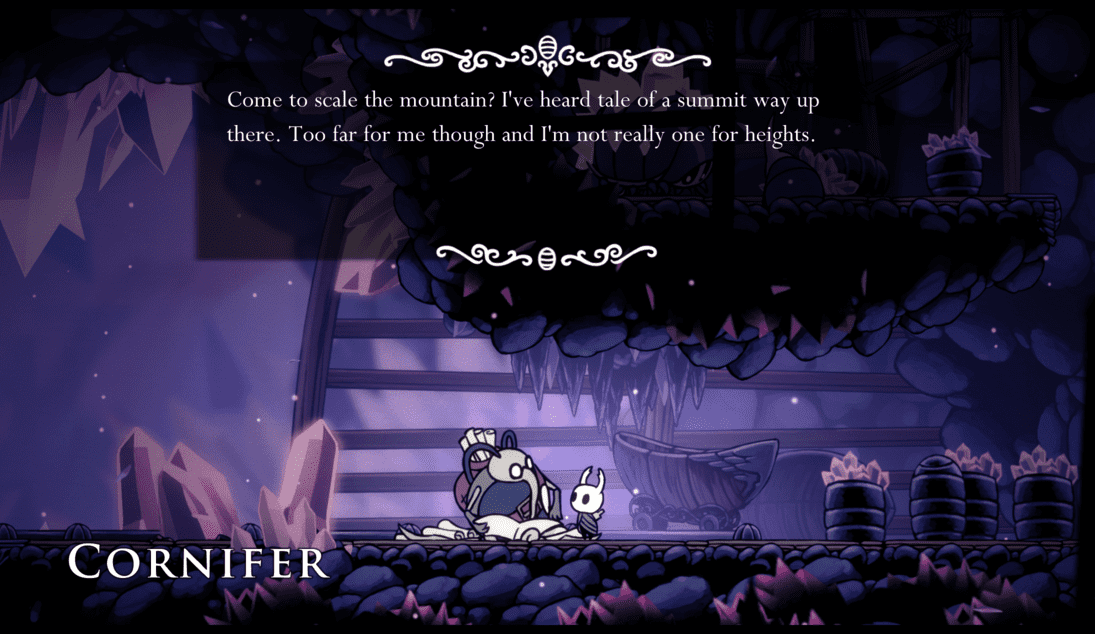 Come to scale the mountain? I've heard tale of a summit way up
there. Too far for me though and I'm not really one for heights.
CORNIFER